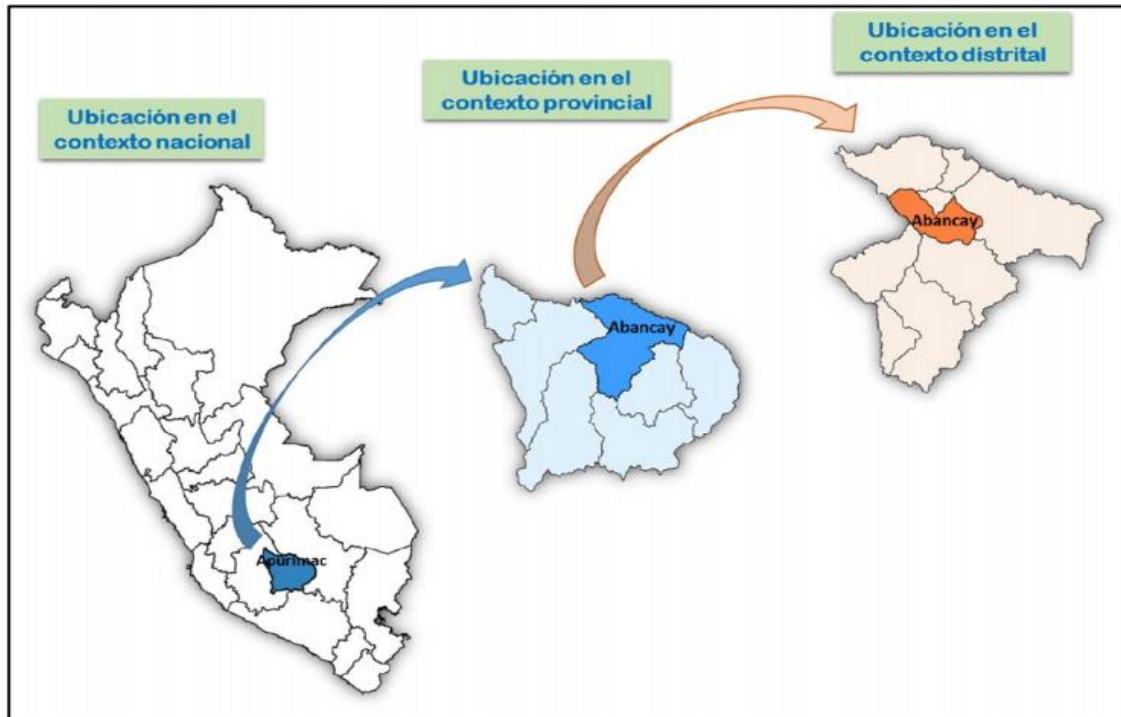 Ubicación en el
contexto nacional
Ubicación en el
contexto provincial
Ubicación en el
contexto distrital
Apurímac
Abancay
Abancay